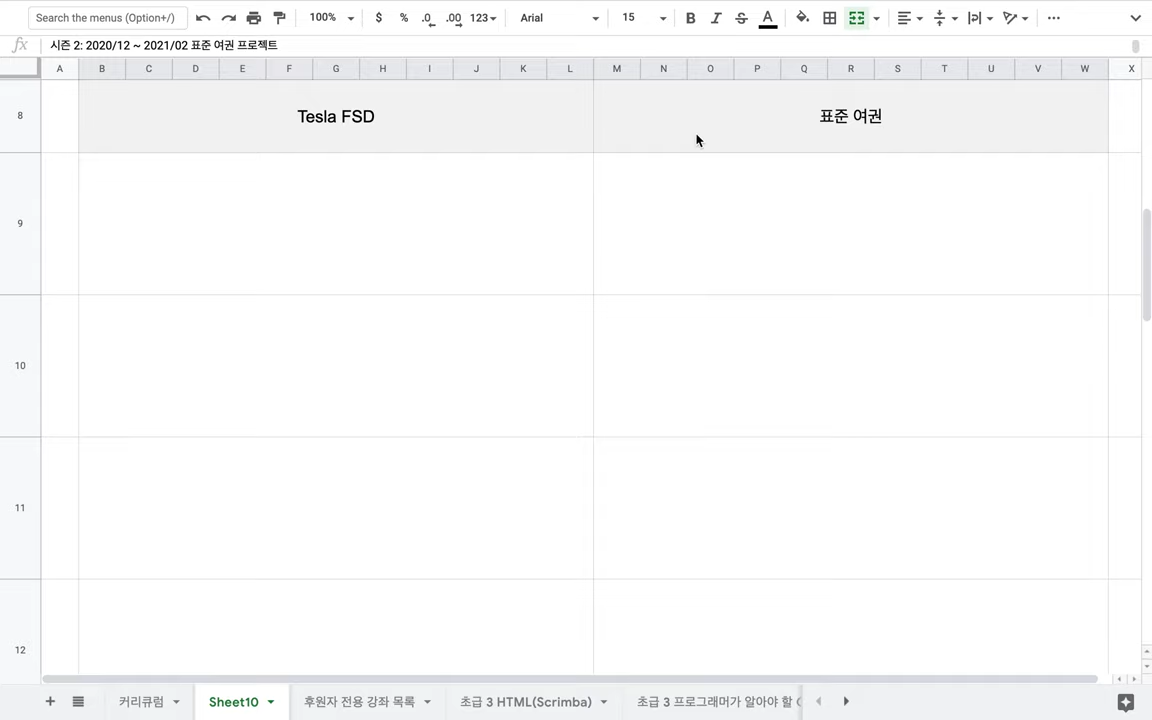 Search the menus (Option+/)
100%
$
%
.0
.00
123
Arial
15
B
I
S
A
fx
시즌 2: 2020/12 ~ 2021/02 표준 여권 프로젝트
A B C D E F G H I J K L M N O P Q R S T U V W X
8
Tesla FSD
표준 여권
9
10
11
12
커리큘럼
Sheet10
후원자 전용 강좌 목록
초급 3 HTML(Scrimba)
초급 3 프로그래머가 알아야 할